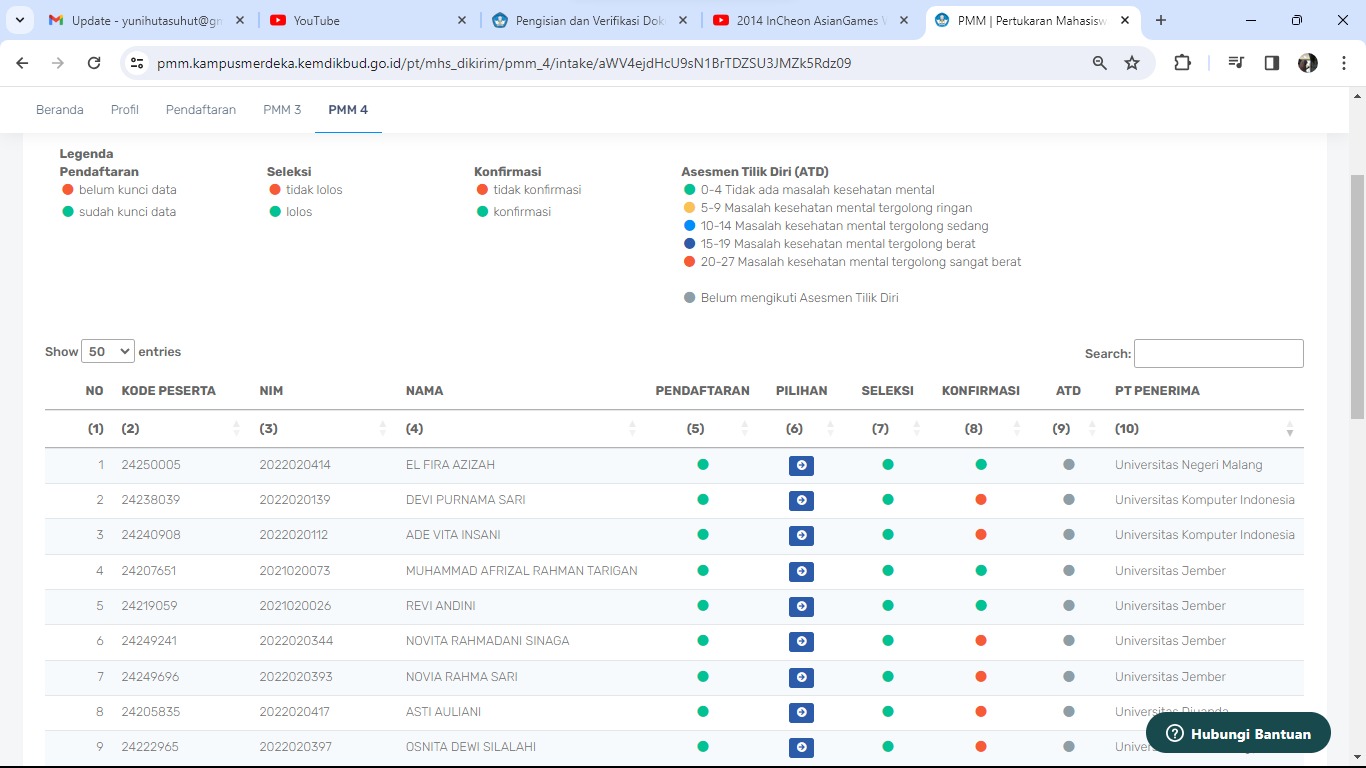 Update - yunihutasuhut@gm
YouTube
Pengisian dan Verifikasi Dok
2014 InCheon AsianGames
PMM | Pertukaran Mahasisw
pmm.kampusmerdeka.kemdikbud.go.id/pt/mhs_dikirim/pmm_4/intake/aWV4ejdHcU9sN1BrTDZSU3JMZk5Rdz09
Beranda Profil Pendaftaran PMM 3 PMM 4
Legenda
Pendaftaran Seleksi Konfirmasi Asesmen Tilik Diri (ATD)
belum kunci data tidak lolos tidak konfirmasi 0-4 Tidak ada masalah kesehatan mental
5-9 Masalah kesehatan mental tergolong ringan
sudah kunci data lolos konfirmasi
10-14 Masalah kesehatan mental tergolong sedang
15-19 Masalah kesehatan mental tergolong berat
20-27 Masalah kesehatan mental tergolong sangat berat
Belum mengikuti Asesmen Tilik Diri
Show 50 entries Search:
NO KODE PESERTA NIM NAMA PENDAFTARAN PILIHAN SELEKSI KONFIRMASI ATD PT PENERIMA
(1) (2) (3) (4) (5) (6) (7) (8) (9) (10)
1 24250005 2022020414 EL FIRA AZIZAH Universitas Negeri Malang
2 24238039 2022020139 DEVI PURNAMA SARI Universitas Komputer Indonesia
3 24240908 2022020112 ADE VITA INSANI Universitas Komputer Indonesia
4 24207651 2021020073 MUHAMMAD AFRIZAL RAHMAN TARIGAN Universitas Jember
5 24219059 2021020026 REVI ANDINI Universitas Jember
6 24249241 2022020344 NOVITA RAHMADANI SINAGA Universitas Jember
7 24249696 2022020393 NOVIA RAHMA SARI Universitas Jember
8 24205835 2022020417 ASTI AULIANI Universitas Djuanda
9 24222965 2022020397 OSNITA DEWI SILALAHI
Hubungi Bantuan